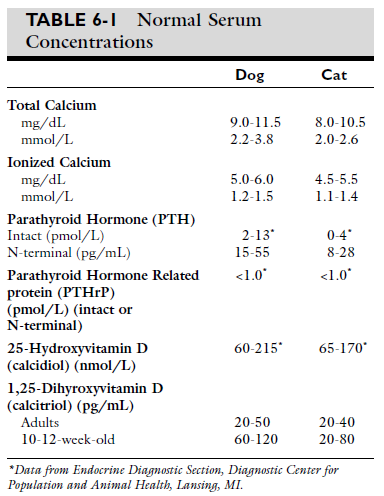 TABLE 6-1 Normal Serum
Concentrations
Dog Cat
Total Calcium
mg/dL 9.0-11.5 8.0-10.5
mmol/L 2.2-3.8 2.0-2.6
Ionized Calcium
mg/dL 5.0-6.0 4.5-5.5
mmol/L 1.2-1.5 1.1-1.4
Parathyroid Hormone (PTH)
Intact (pmol/L) 2-13* 0-4*
N-terminal (pg/mL) 15-55 8-28
Parathyroid Hormone Related <1.0* <1.0*
protein (PTHrP)
(pmol/L) (intact or
N-terminal)
25-Hydroxyvitamin D 60-215* 65-170*
(calcidiol) (nmol/L)
1,25-Dihyroxyvitamin D
(calcitriol) (pg/mL)
Adults 20-50 20-40
10-12-week-old 60-120 20-80
*Data from Endocrine Diagnostic Section, Diagnostic Center for
Population and Animal Health, Lansing, MI.